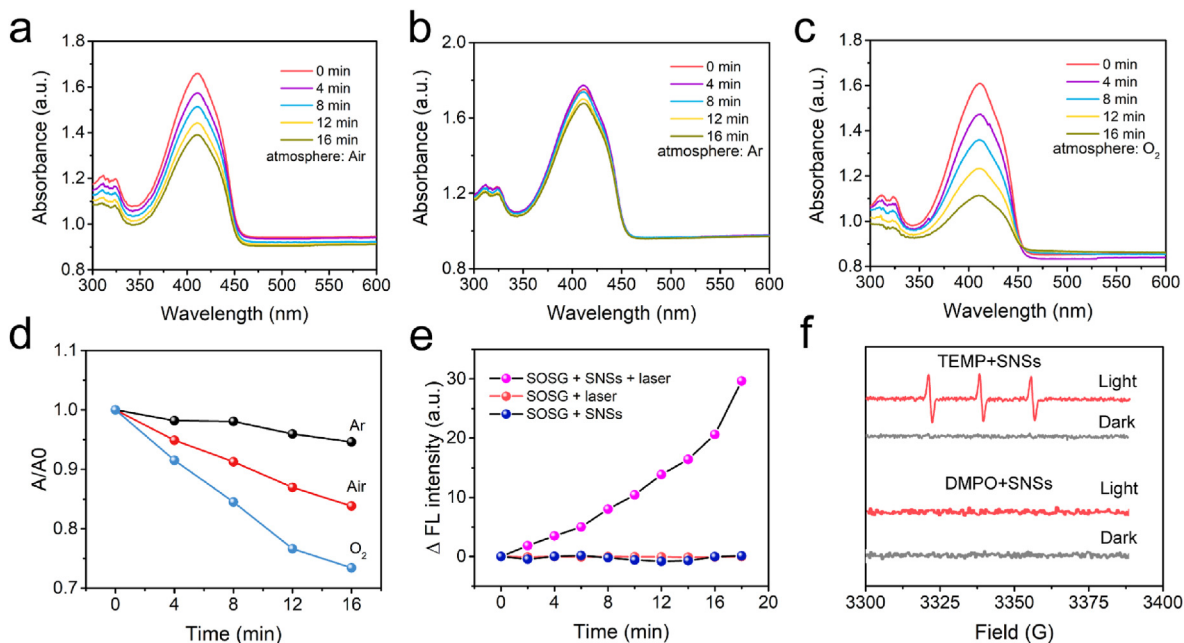 a
1.8
1.6
1.4
1.2
1.0
0.8
300 350 400 450 500 550 600
Absorbance (a.u.)
Wavelength (nm)
0 min
4 min
8 min
12 min
16 min
atmosphere: Air
b
2.0
1.6
1.2
0.8
300 350 400 450 500 550 600
Absorbance (a.u.)
Wavelength (nm)
0 min
4 min
8 min
12 min
16 min
atmosphere: Ar
c
1.8
1.6
1.4
1.2
1.0
0.8
300 350 400 450 500 550 600
Absorbance (a.u.)
Wavelength (nm)
0 min
4 min
8 min
12 min
16 min
atmosphere: O₂
d
1.1
1.0
0.9
0.8
0.7
0 4 8 12 16
A/A0
Time (min)
Ar
Air
O₂
e
30
20
10
0
0 2 4 6 8 10 12 14 16 18 20
Δ FL intensity (a.u.)
Time (min)
SOSG + SNSs + laser
SOSG + laser
SOSG + SNSs
f
TEMP+SNSs
Light
Dark
DMPO+SNSs
Light
Dark
3300 3325 3350 3375 3400
Field (G)